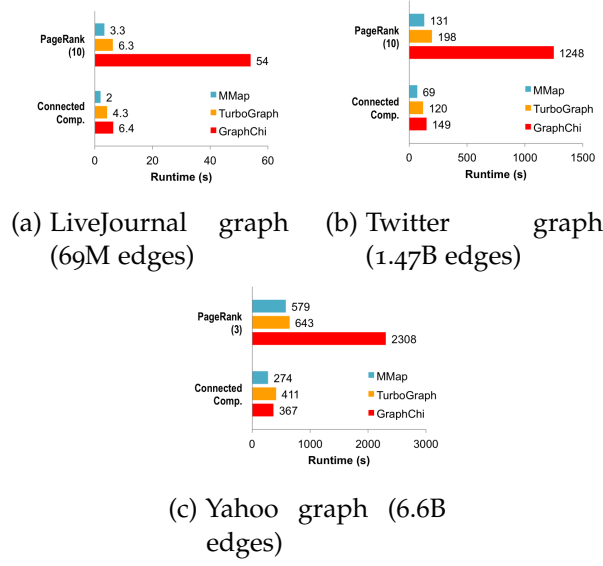 PageRank
(10)
3.3
6.3
54
Connected
Comp.
2
4.3
6.4
MMap
TurboGraph
GraphChi
0 20 40 60
Runtime (s)
PageRank
(10)
131
198
1248
Connected
Comp.
69
120
149
MMap
TurboGraph
GraphChi
0 500 1000 1500
Runtime (s)
(a) LiveJournal graph
(69M edges)
(b) Twitter graph
(1.47B edges)
PageRank
(3)
579
643
2308
Connected
Comp.
274
411
367
MMap
TurboGraph
GraphChi
0 1000 2000 3000
Runtime (s)
(c) Yahoo graph (6.6B
edges)